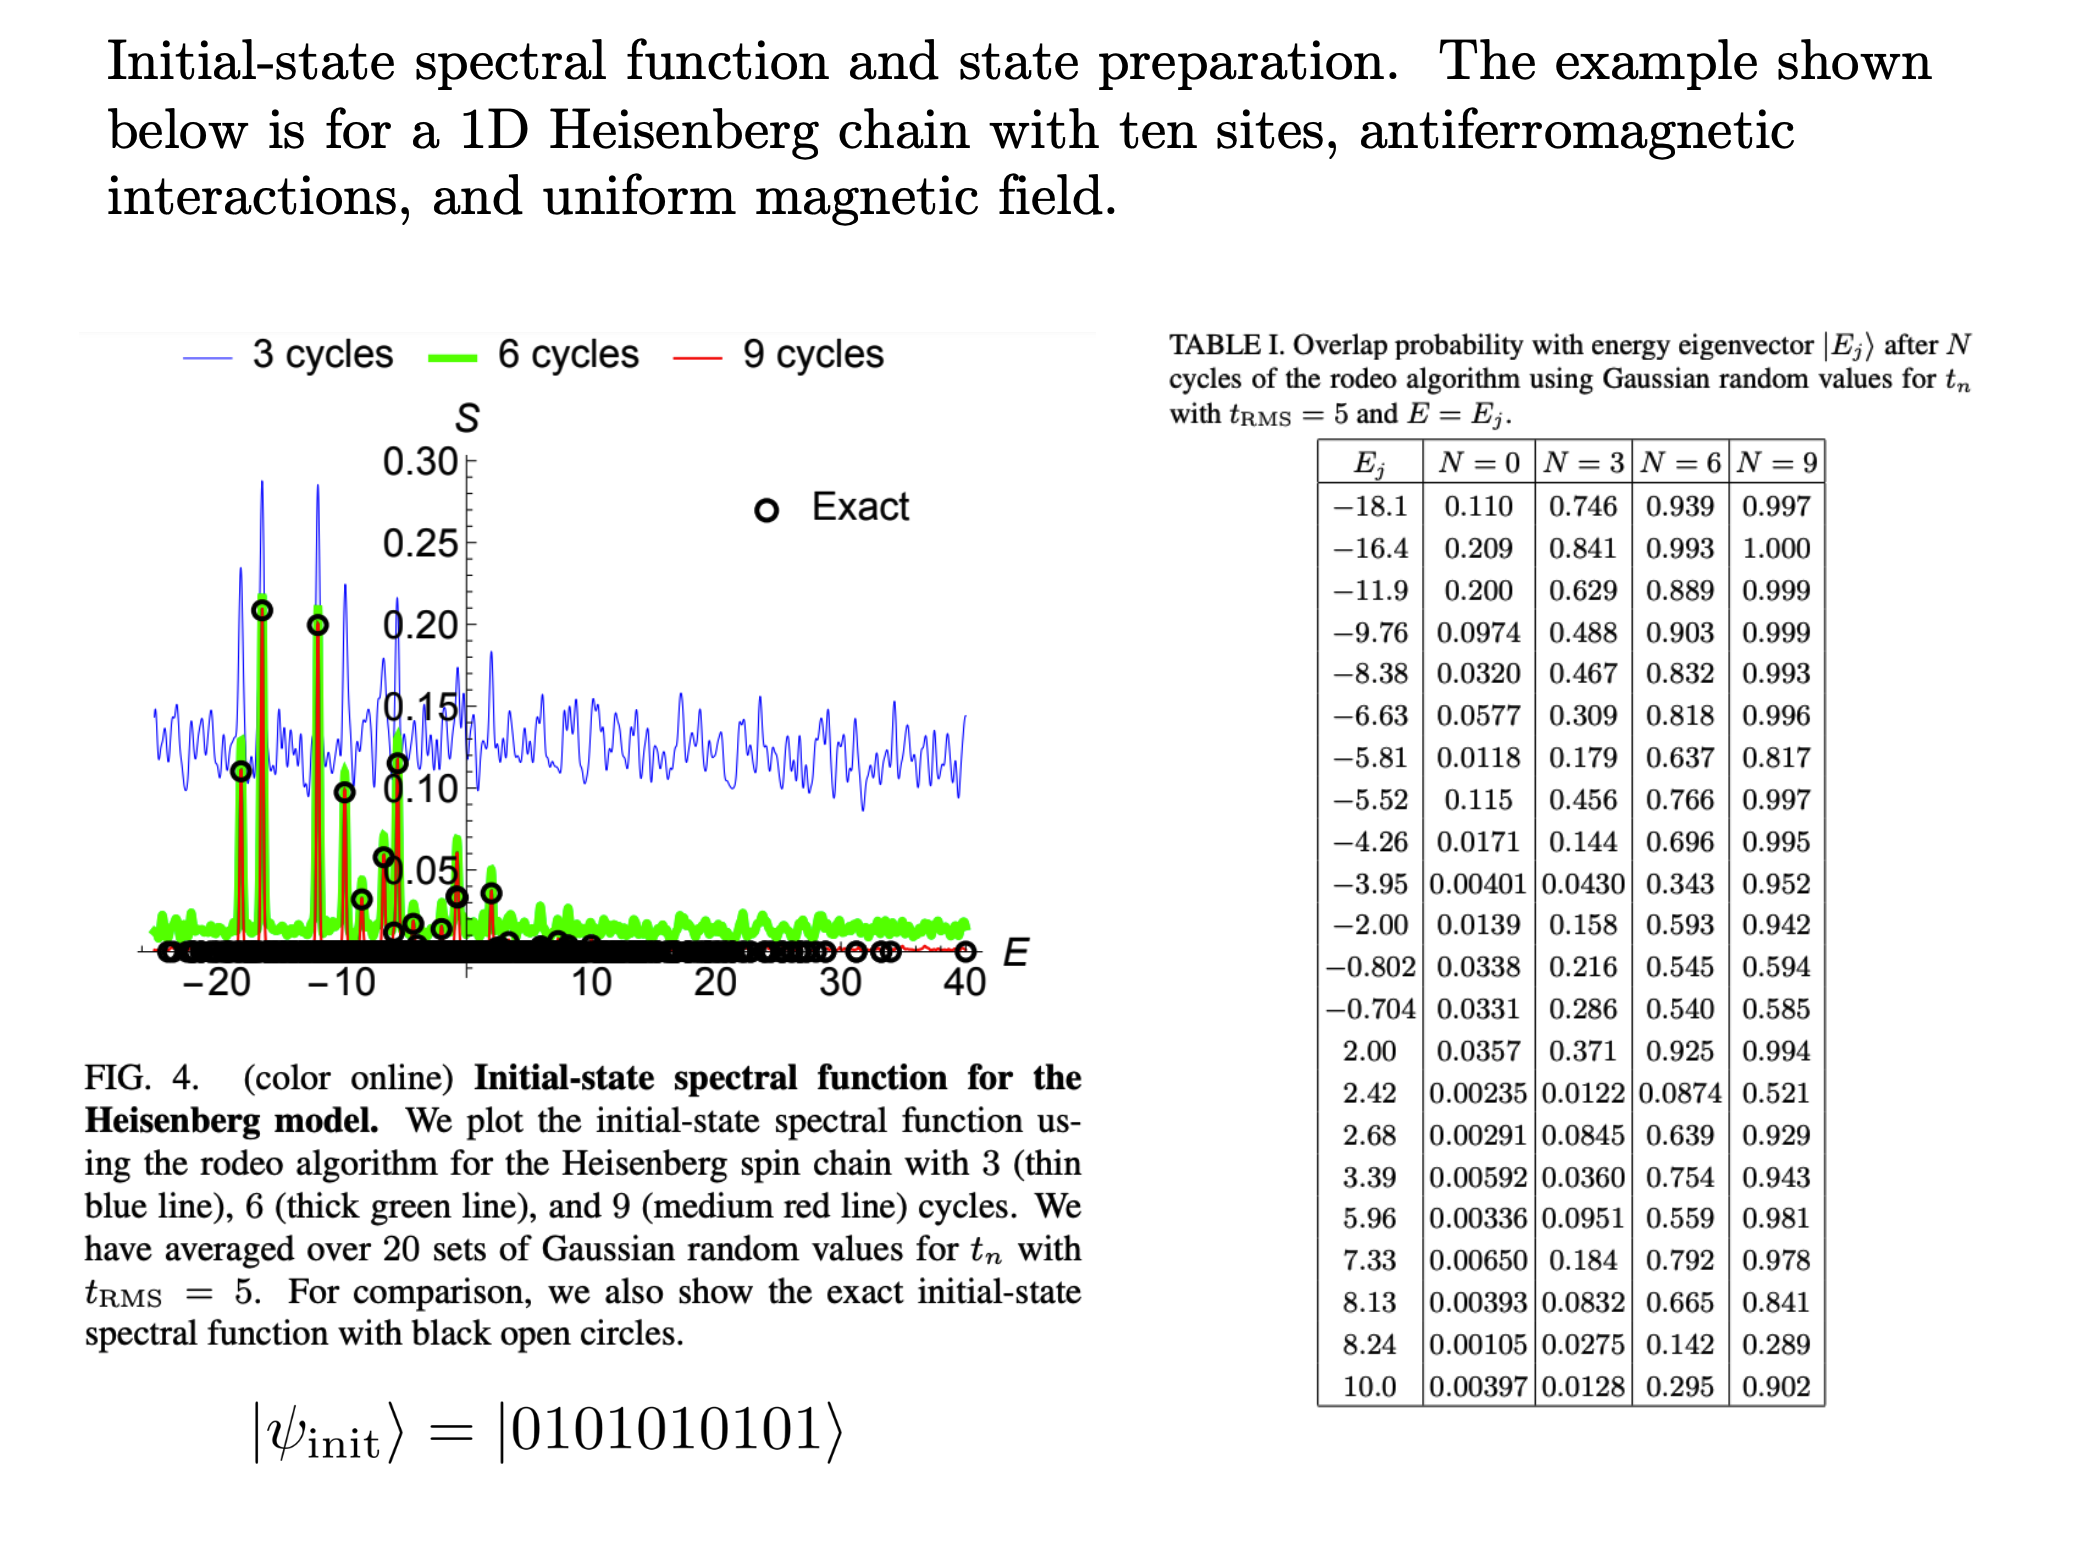 Initial-state spectral function and state preparation. The example shown
below is for a 1D Heisenberg chain with ten sites, antiferromagnetic
interactions, and uniform magnetic field.
3 cycles 6 cycles 9 cycles
S
0.30
Exact
0.25
0.20
0.15
0.10
0.05
E
−20 −10 10 20 30 40
FIG. 4. (color online) Initial-state spectral function for the
Heisenberg model. We plot the initial-state spectral function us-
ing the rodeo algorithm for the Heisenberg spin chain with 3 (thin
blue line), 6 (thick green line), and 9 (medium red line) cycles. We
have averaged over 20 sets of Gaussian random values for tₙ with
t_RMS = 5. For comparison, we also show the exact initial-state
spectral function with black open circles.
|ψ_init⟩ = |0101010101⟩
TABLE I. Overlap probability with energy eigenvector |E_j⟩ after N
cycles of the rodeo algorithm using Gaussian random values for tₙ
with t_RMS = 5 and E = E_j.
E_j N = 0 N = 3 N = 6 N = 9
−18.1 0.110 0.746 0.939 0.997
−16.4 0.209 0.841 0.993 1.000
−11.9 0.200 0.629 0.889 0.999
−9.76 0.0974 0.488 0.903 0.999
−8.38 0.0320 0.467 0.832 0.993
−6.63 0.0577 0.309 0.818 0.996
−5.81 0.0118 0.179 0.637 0.817
−5.52 0.115 0.456 0.766 0.997
−4.26 0.0171 0.144 0.696 0.995
−3.95 0.00401 0.0430 0.343 0.952
−2.00 0.0139 0.158 0.593 0.942
−0.802 0.0338 0.216 0.545 0.594
−0.704 0.0331 0.286 0.540 0.585
2.00 0.0357 0.371 0.925 0.994
2.42 0.00235 0.0122 0.0874 0.521
2.68 0.00291 0.0845 0.639 0.929
3.39 0.00592 0.0360 0.754 0.943
5.96 0.00336 0.0951 0.559 0.981
7.33 0.00650 0.184 0.792 0.978
8.13 0.00393 0.0832 0.665 0.841
8.24 0.00105 0.0275 0.142 0.289
10.0 0.00397 0.0128 0.295 0.902